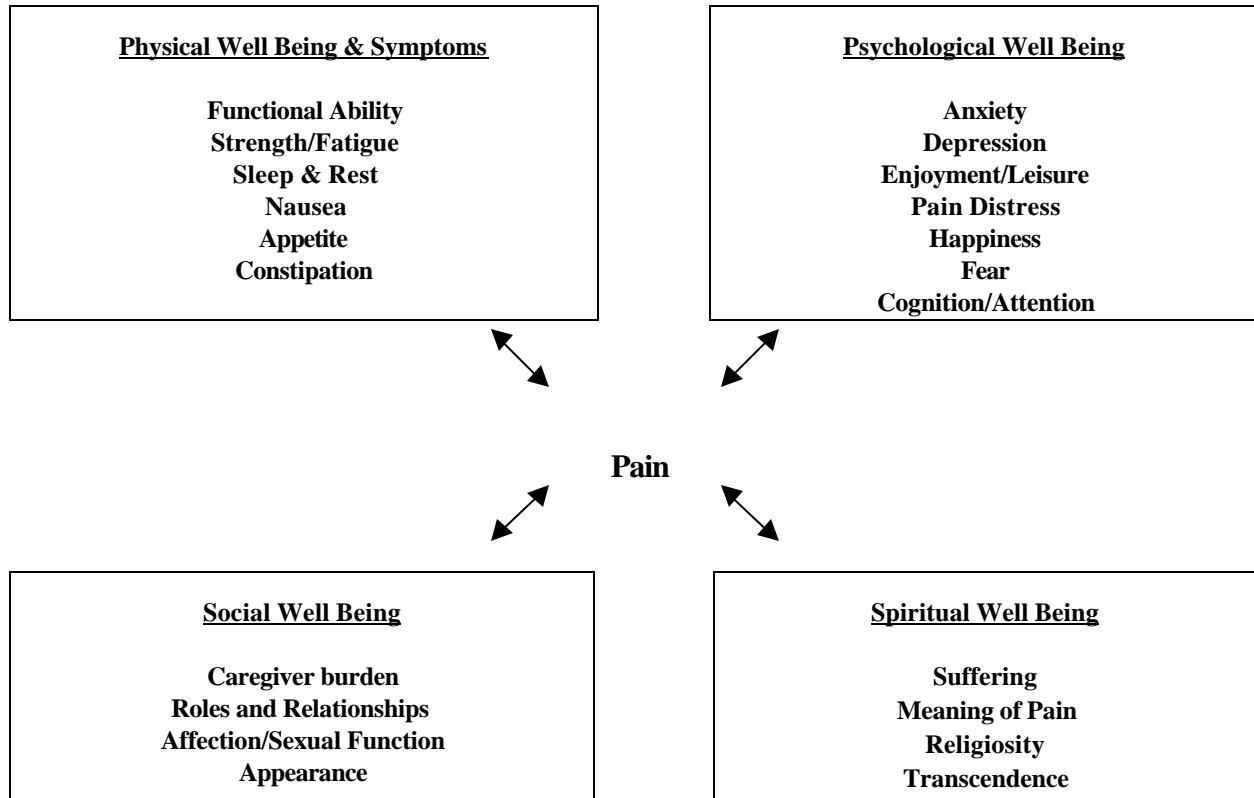 Physical Well Being & Symptoms
Functional Ability
Strength/Fatigue
Sleep & Rest
Nausea
Appetite
Constipation
Psychological Well Being
Anxiety
Depression
Enjoyment/Leisure
Pain Distress
Happiness
Fear
Cognition/Attention
Pain
Social Well Being
Caregiver burden
Roles and Relationships
Affection/Sexual Function
Appearance
Spiritual Well Being
Suffering
Meaning of Pain
Religiosity
Transcendence